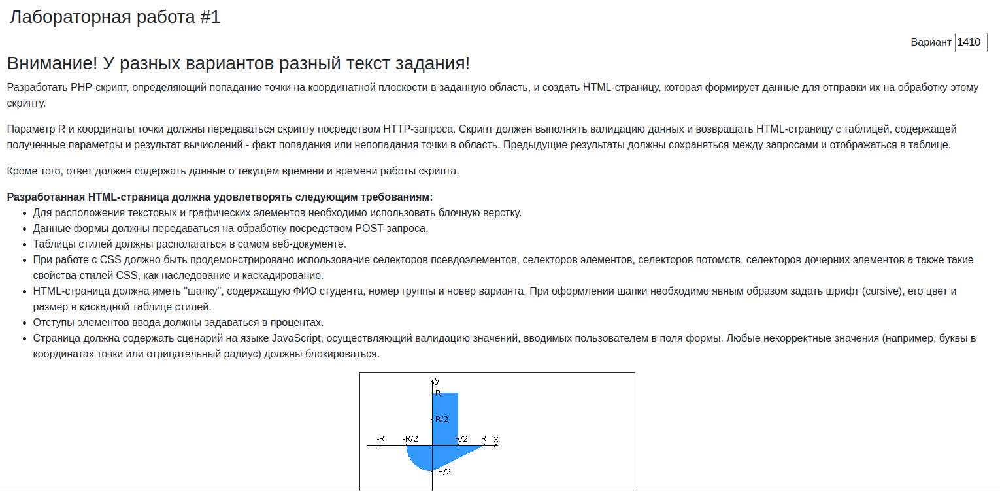 Лабораторная работа #1
Вариант 1410
Внимание! У разных вариантов разный текст задания!
Разработать PHP-скрипт, определяющий попадание точки на координатной плоскости в заданную область, и создать HTML-страницу, которая формирует данные для отправки их на обработку этому
скрипту.
Параметр R и координаты точки должны передаваться скрипту посредством HTTP-запроса. Скрипт должен выполнять валидацию данных и возвращать HTML-страницу с таблицей, содержащей
полученные параметры и результат вычислений - факт попадания или непопадания точки в область. Предыдущие результаты должны сохраняться между запросами и отображаться в таблице.
Кроме того, ответ должен содержать данные о текущем времени и времени работы скрипта.
Разработанная HTML-страница должна удовлетворять следующим требованиям:
• Для расположения текстовых и графических элементов необходимо использовать блочную верстку.
• Данные формы должны передаваться на обработку посредством POST-запроса.
• Таблицы стилей должны располагаться в самом веб-документе.
• При работе с CSS должно быть продемонстрировано использование селекторов псевдоэлементов, селекторов элементов, селекторов потомств, селекторов дочерних элементов а также такие
свойства стилей CSS, как наследование и каскадирование.
• HTML-страница должна иметь "шапку", содержащую ФИО студента, номер группы и новер варианта. При оформлении шапки необходимо явным образом задать шрифт (cursive), его цвет и
размер в каскадной таблице стилей.
• Отступы элементов ввода должны задаваться в процентах.
• Страница должна содержать сценарий на языке JavaScript, осуществляющий валидацию значений, вводимых пользователем в поля формы. Любые некорректные значения (например, буквы в
координатах точки или отрицательный радиус) должны блокироваться.
y
R
R/2
-R -R/2 R/2 R x
-R/2